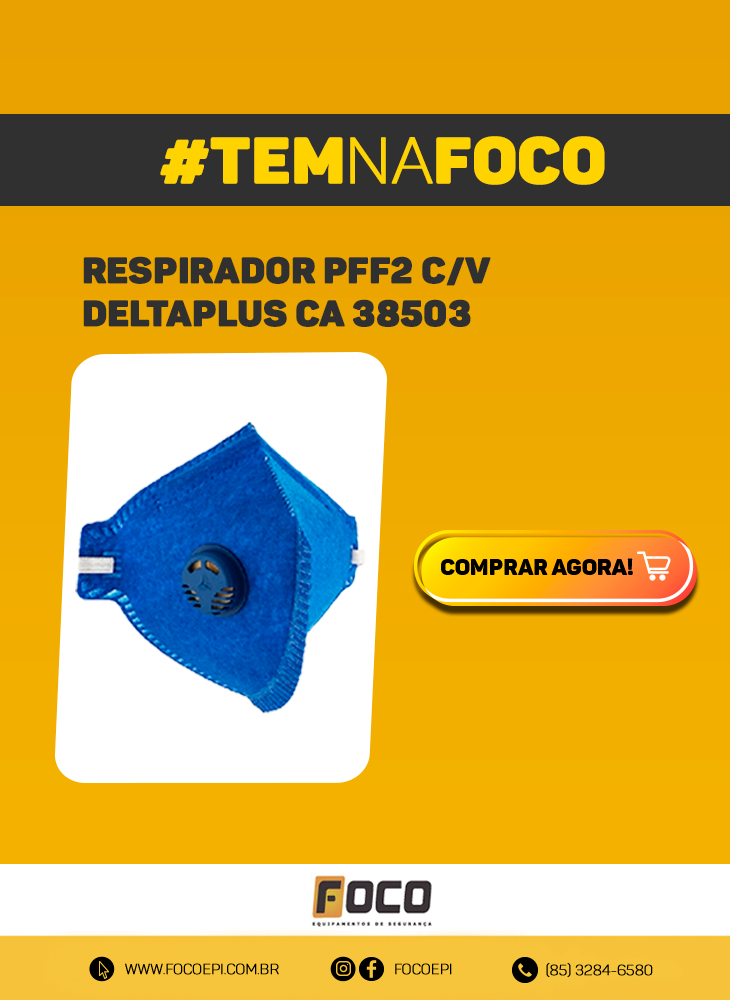 #TEMNAFOCO
RESPIRADOR PFF2 C/V
DELTAPLUS CA 38503
COMPRAR AGORA!
FOCO
EQUIPAMENTOS DE SEGURANÇA
WWW.FOCOEPI.COM.BR
FOCOEPI
(85) 3284-6580